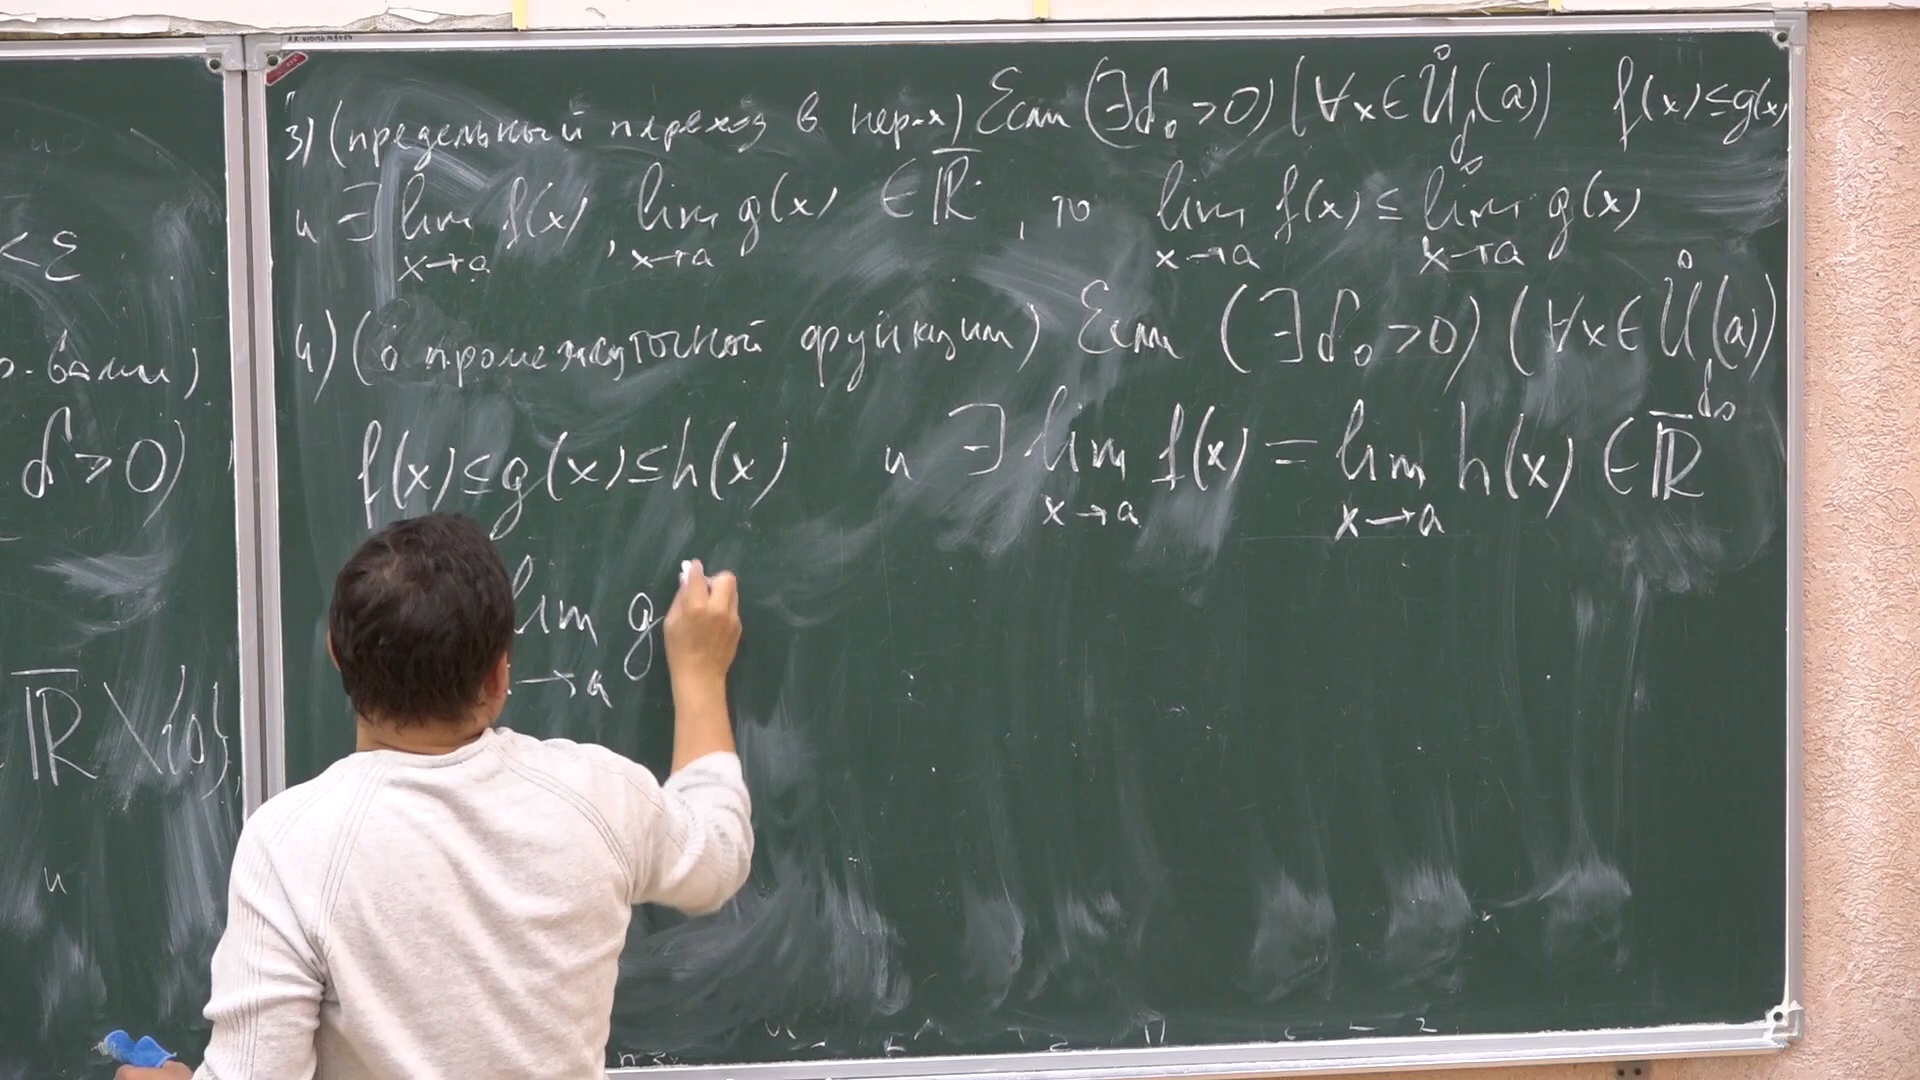 < ε
о-вами)
δ > 0)
ℝ̅ \ {0}
и
3) (предельный переход в нер-х) Если (∃δ₀ > 0) (∀x ∈ Ů_δ₀(a)) f(x) ≤ g(x)
и ∃ lim_{x→a} f(x), lim_{x→a} g(x) ∈ ℝ̅, то lim_{x→a} f(x) ≤ lim_{x→a} g(x)
4) (о промежуточной функции) Если (∃δ₀ > 0) (∀x ∈ Ů_δ₀(a))
f(x) ≤ g(x) ≤ h(x) и ∃ lim_{x→a} f(x) = lim_{x→a} h(x) ∈ ℝ̅
lim_{→a} g